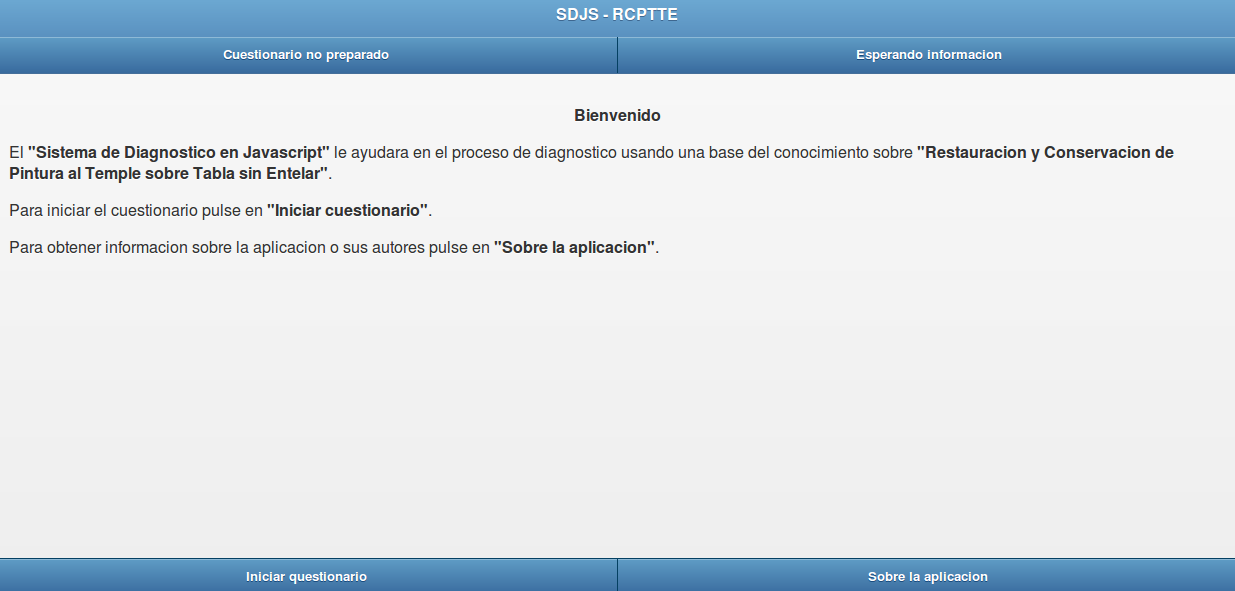 SDJS - RCPTTE
Cuestionario no preparado
Esperando informacion
Bienvenido
El "Sistema de Diagnostico en Javascript" le ayudara en el proceso de diagnostico usando una base del conocimiento sobre "Restauracion y Conservacion de
Pintura al Temple sobre Tabla sin Entelar".
Para iniciar el cuestionario pulse en "Iniciar cuestionario".
Para obtener informacion sobre la aplicacion o sus autores pulse en "Sobre la aplicacion".
Iniciar questionario
Sobre la aplicacion